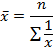 x̄ = n / ∑ 1/x